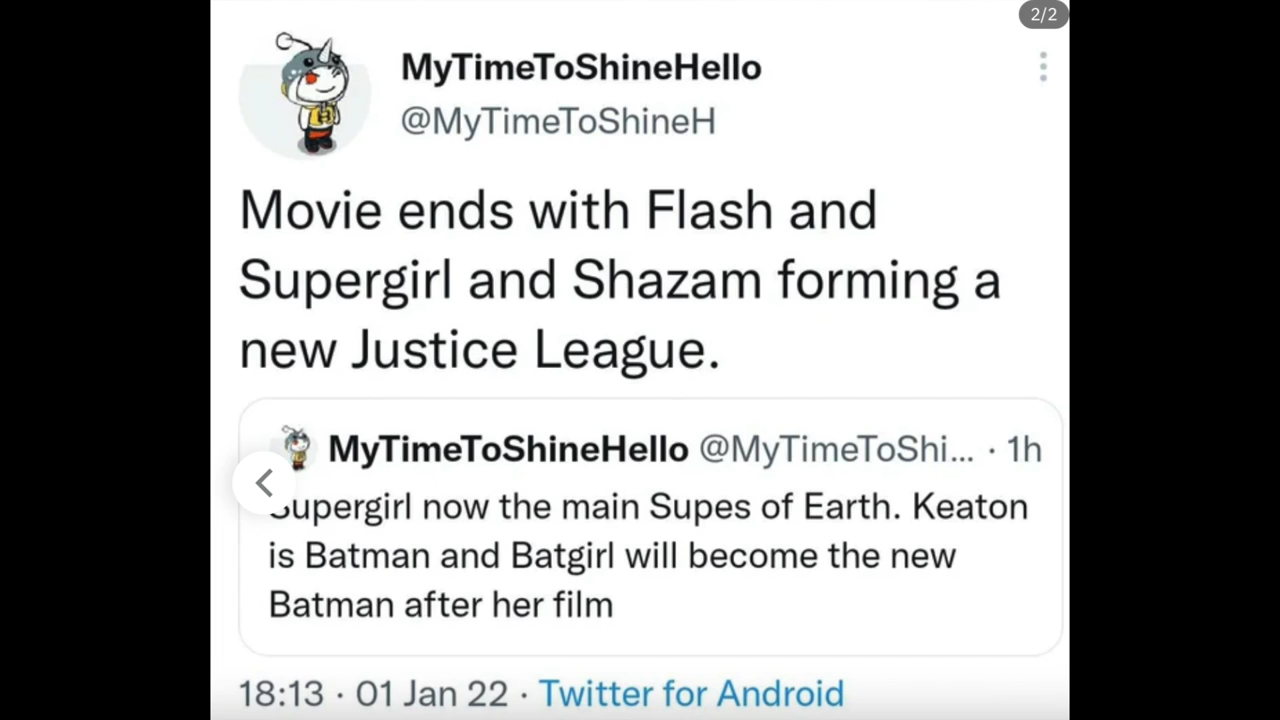 2/2
MyTimeToShineHello
@MyTimeToShineH
Movie ends with Flash and
Supergirl and Shazam forming a
new Justice League.
MyTimeToShineHello @MyTimeToShi... · 1h
Supergirl now the main Supes of Earth. Keaton
is Batman and Batgirl will become the new
Batman after her film
18:13 · 01 Jan 22 · Twitter for Android